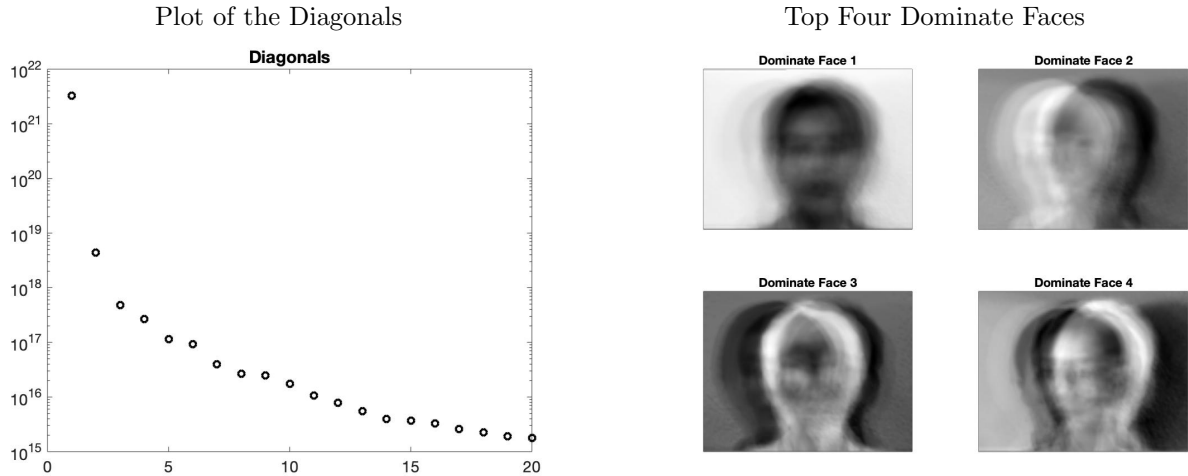 Plot of the Diagonals
Diagonals
10^22
10^21
10^20
10^19
10^18
10^17
10^16
10^15
0 5 10 15 20
Top Four Dominate Faces
Dominate Face 1
Dominate Face 2
Dominate Face 3
Dominate Face 4